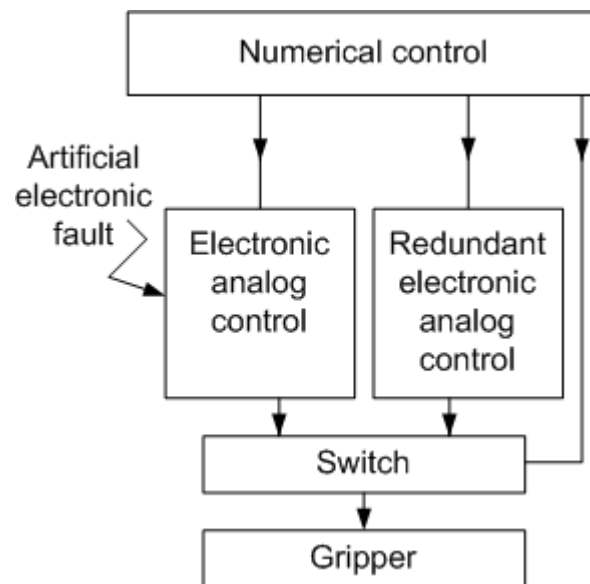 Numerical control
Artificial
electronic
fault
Electronic
analog
control
Redundant
electronic
analog
control
Switch
Gripper